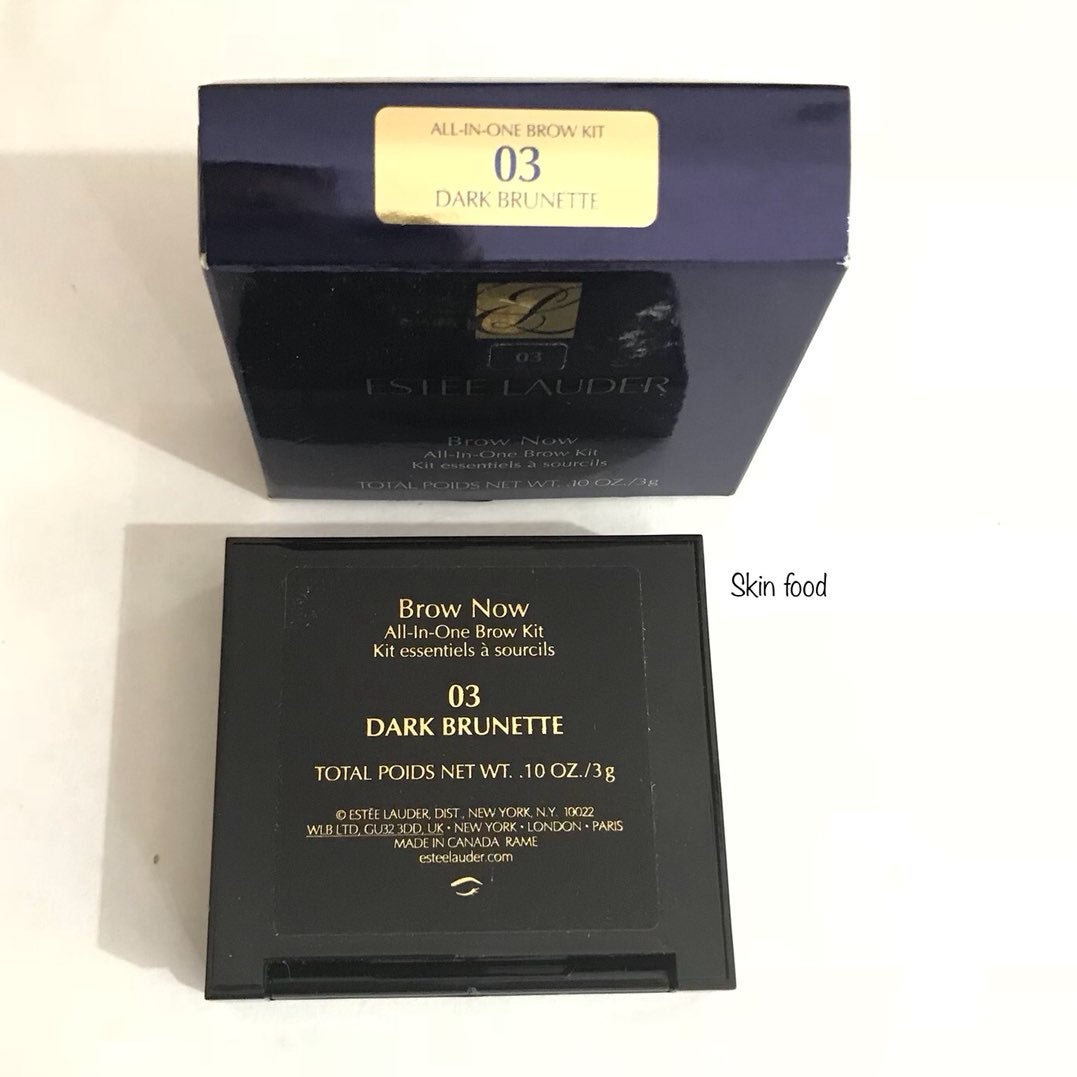 ALL-IN-ONE BROW KIT
03
DARK BRUNETTE
03
ESTEE LAUDER
Brow Now
All-In-One Brow Kit
Kit essentiels à sourcils
TOTAL POIDS NET WT. .10 OZ./3g
Skin food
Brow Now
All-In-One Brow Kit
Kit essentiels à sourcils
03
DARK BRUNETTE
TOTAL POIDS NET WT. .10 OZ./3g
© ESTÉE LAUDER, DIST., NEW YORK, N.Y. 10022
WLB LTD, GU32 3DD, UK • NEW YORK • LONDON • PARIS
MADE IN CANADA RAME
esteelauder.com